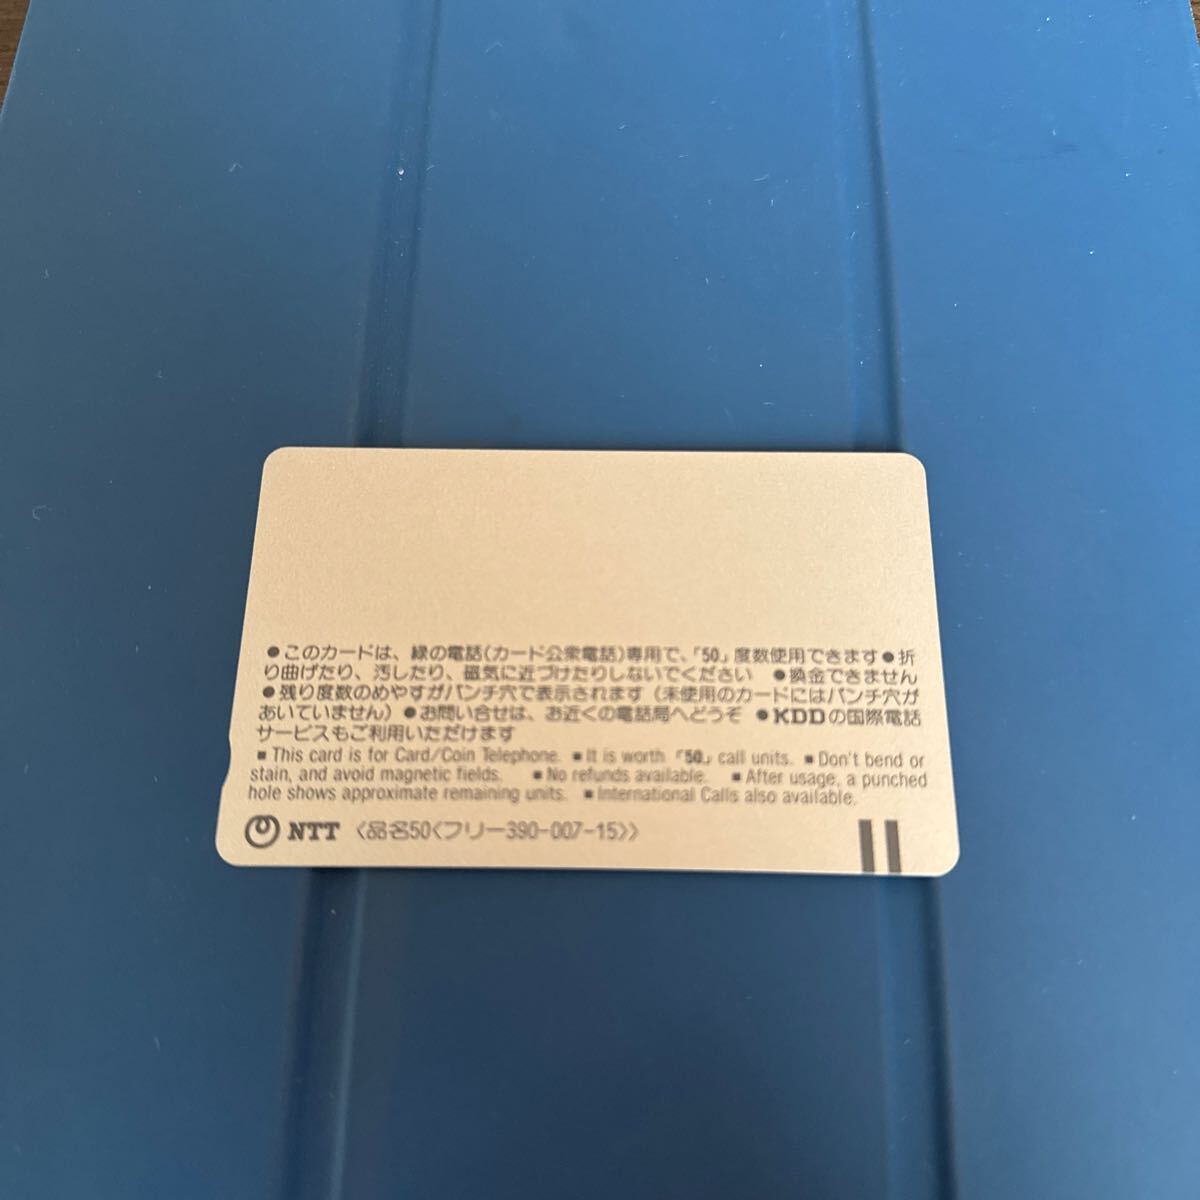 ●このカードは、緑の電話(カード公衆電話)専用で、「50」度数使用できます●折
り曲げたり、汚したり、磁気に近づけたりしないでください ●換金できません
●残り度数のめやすがパンチ穴で表示されます(未使用のカードにはパンチ穴が
あいていません)●お問い合せは、お近くの電話局へどうぞ ●KDDの国際電話
サービスもご利用いただけます
■This card is for Card/Coin Telephone. ■It is worth 「50」 call units. ■Don't bend or
stain, and avoid magnetic fields. ■No refunds available. ■After usage, a punched
hole shows approximate remaining units. ■International Calls also available.
NTT 〈品名50〈フリー390-007-15〉〉